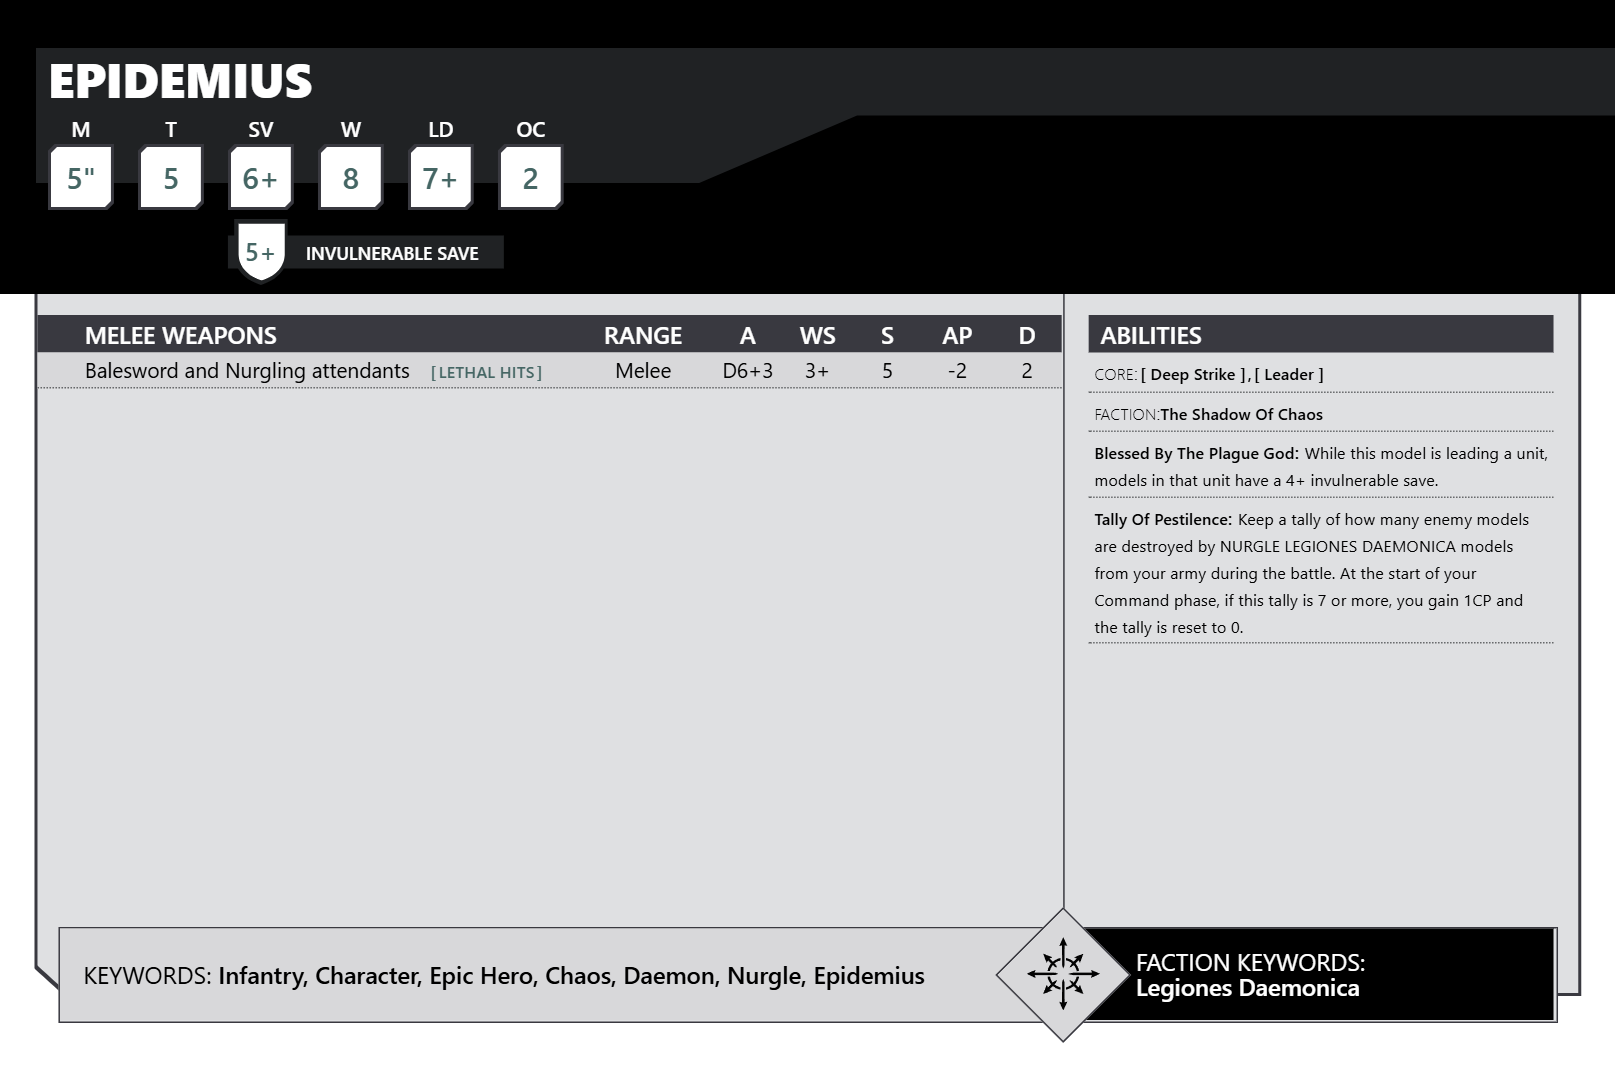 EPIDEMIUS
M T SV W LD OC
5" 5 6+ 8 7+ 2
5+ INVULNERABLE SAVE
MELEE WEAPONS RANGE A WS S AP D
Balesword and Nurgling attendants [LETHAL HITS] Melee D6+3 3+ 5 -2 2
ABILITIES
CORE: [ Deep Strike ],[ Leader ]
FACTION:The Shadow Of Chaos
Blessed By The Plague God: While this model is leading a unit,
models in that unit have a 4+ invulnerable save.
Tally Of Pestilence: Keep a tally of how many enemy models
are destroyed by NURGLE LEGIONES DAEMONICA models
from your army during the battle. At the start of your
Command phase, if this tally is 7 or more, you gain 1CP and
the tally is reset to 0.
KEYWORDS: Infantry, Character, Epic Hero, Chaos, Daemon, Nurgle, Epidemius
FACTION KEYWORDS:
Legiones Daemonica